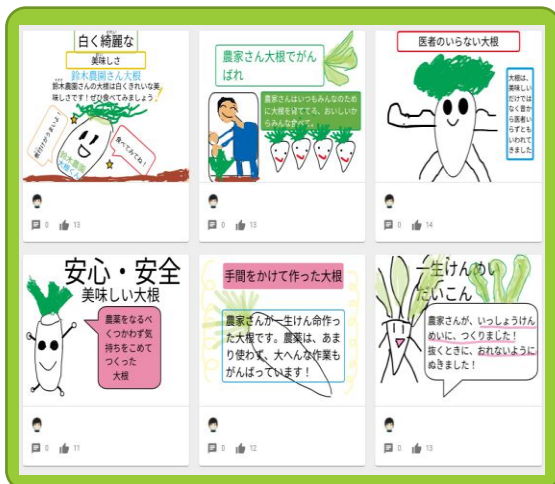 白く綺麗な
美味しさ
鈴木農園さん大根
鈴木農園さんの大根は白くきれいな美
味しさです！ぜひ食べてみましょう！
食べてみてね！
鈴木農園
大根くん
0 13
農家さん大根でがん
ばれ
農家さんはいつもみんなのため
に大根を育ててる、おいしいか
らみんな食べて。
0 13
医者のいらない大根
大根は、
美味しい
だけでは
なく昔か
ら医者い
らずとも
いわれて
きました
0 14
安心・安全
美味しい大根
農薬をなるべ
くつかわず気
持ちをこめて
つくった
大根
0 11
手間をかけて作った大根
農家さんが一生けん命作っ
た大根です。農薬は、あま
り使わず、大へんな作業も
がんばっています！
0 12
一生けんめい
だいこん
農家さんが、いっしょうけん
めいに、つくりました！
抜くときに、おれないように
ぬきました！
0 13